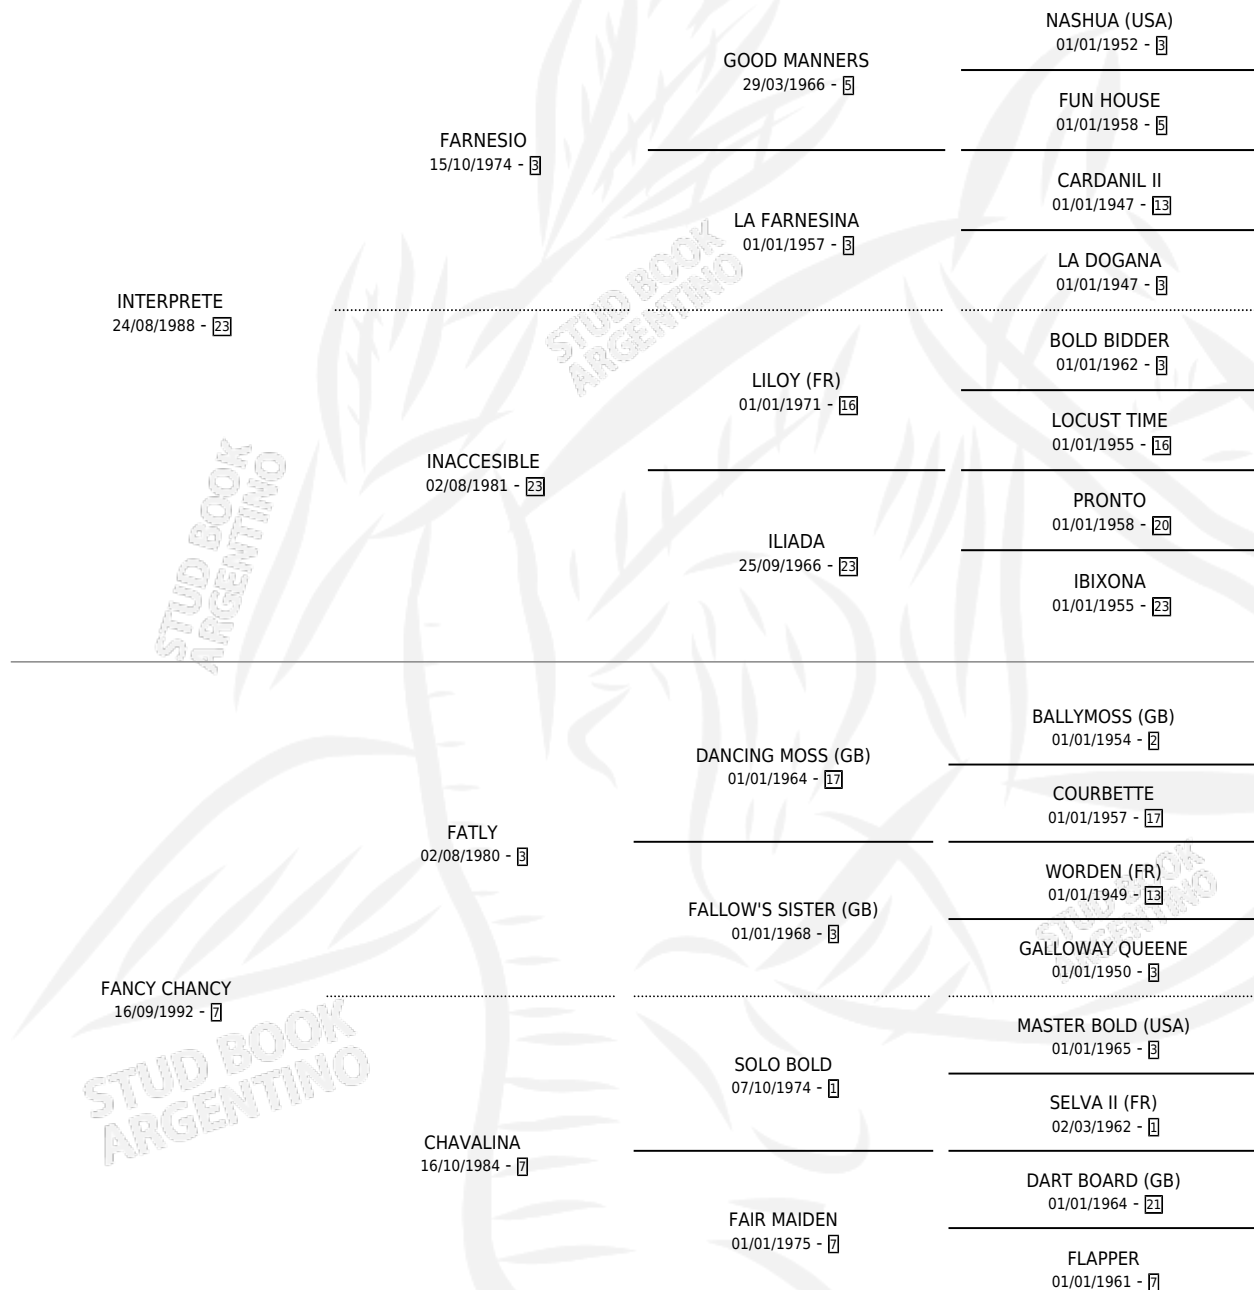 NASHUA (USA)
01/01/1952 - 3
GOOD MANNERS
29/03/1966 - 5
FUN HOUSE
01/01/1958 - 5
FARNESIO
15/10/1974 - 3
CARDANIL II
01/01/1947 - 13
LA FARNESINA
01/01/1957 - 3
LA DOGANA
01/01/1947 - 3
INTERPRETE
24/08/1988 - 23
BOLD BIDDER
01/01/1962 - 3
LILOY (FR)
01/01/1971 - 16
LOCUST TIME
01/01/1955 - 16
INACCESIBLE
02/08/1981 - 23
PRONTO
01/01/1958 - 20
ILIADA
25/09/1966 - 23
IBIXONA
01/01/1955 - 23
BALLYMOSS (GB)
01/01/1954 - 2
DANCING MOSS (GB)
01/01/1964 - 17
COURBETTE
01/01/1957 - 17
FATLY
02/08/1980 - 3
WORDEN (FR)
01/01/1949 - 13
FALLOW'S SISTER (GB)
01/01/1968 - 3
GALLOWAY QUEENE
01/01/1950 - 3
FANCY CHANCY
16/09/1992 - 7
MASTER BOLD (USA)
01/01/1965 - 3
SOLO BOLD
07/10/1974 - 1
SELVA II (FR)
02/03/1962 - 1
CHAVALINA
16/10/1984 - 7
DART BOARD (GB)
01/01/1964 - 21
FAIR MAIDEN
01/01/1975 - 7
FLAPPER
01/01/1961 - 7
STUD BOOK
ARGENTINO
STUD BOOK
ARGENTINO
STUD BOOK
ARGENTINO
STUD BOOK
ARGENTINO